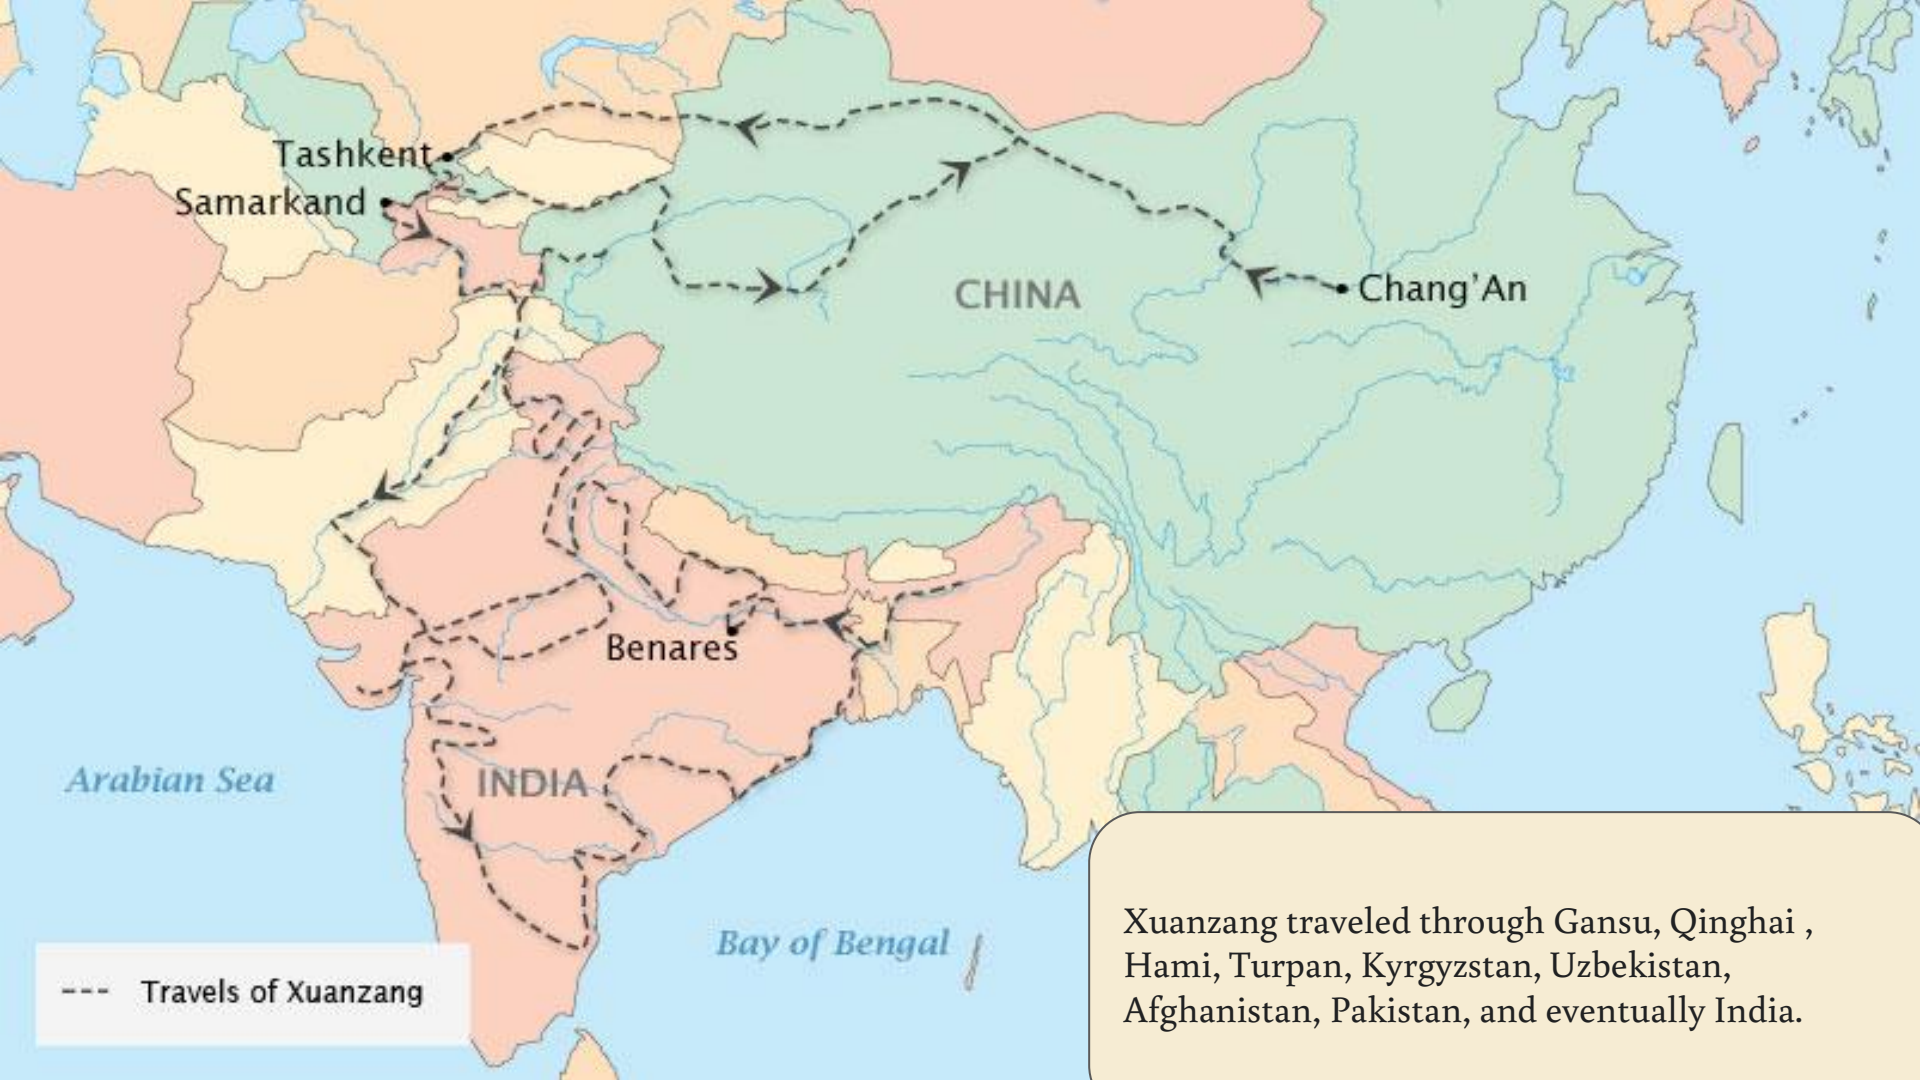 Tashkent
Samarkand
CHINA
Chang'An
Benares
INDIA
Arabian Sea
Bay of Bengal
--- Travels of Xuanzang
Xuanzang traveled through Gansu, Qinghai ,
Hami, Turpan, Kyrgyzstan, Uzbekistan,
Afghanistan, Pakistan, and eventually India.